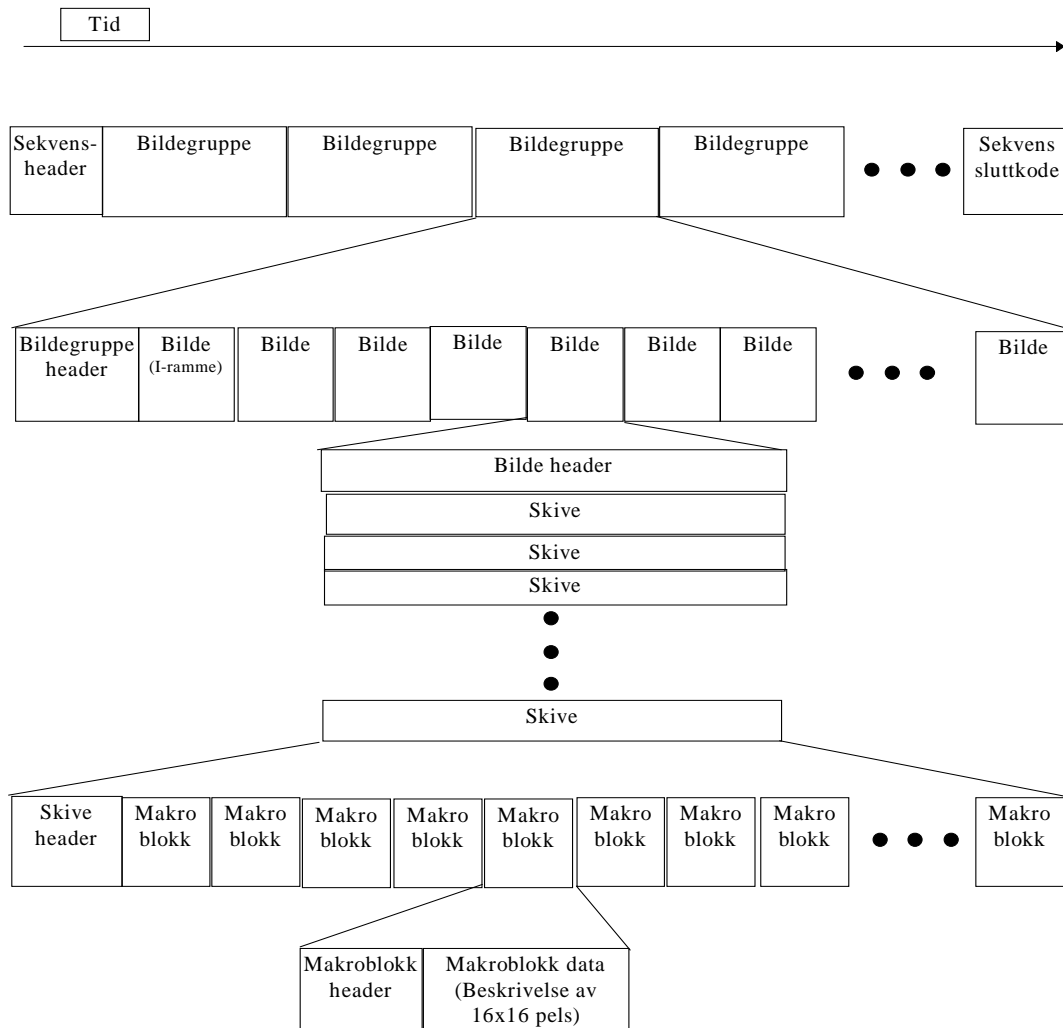 Tid
Sekvens-
header
Bildegruppe
Bildegruppe
Bildegruppe
Bildegruppe
Sekvens
sluttkode
Bildegruppe
header
Bilde
(I-ramme)
Bilde
Bilde
Bilde
Bilde
Bilde
Bilde
Bilde
Bilde header
Skive
Skive
Skive
Skive
Skive
header
Makro
blokk
Makro
blokk
Makro
blokk
Makro
blokk
Makro
blokk
Makro
blokk
Makro
blokk
Makro
blokk
Makro
blokk
Makroblokk
header
Makroblokk data
(Beskrivelse av
16x16 pels)